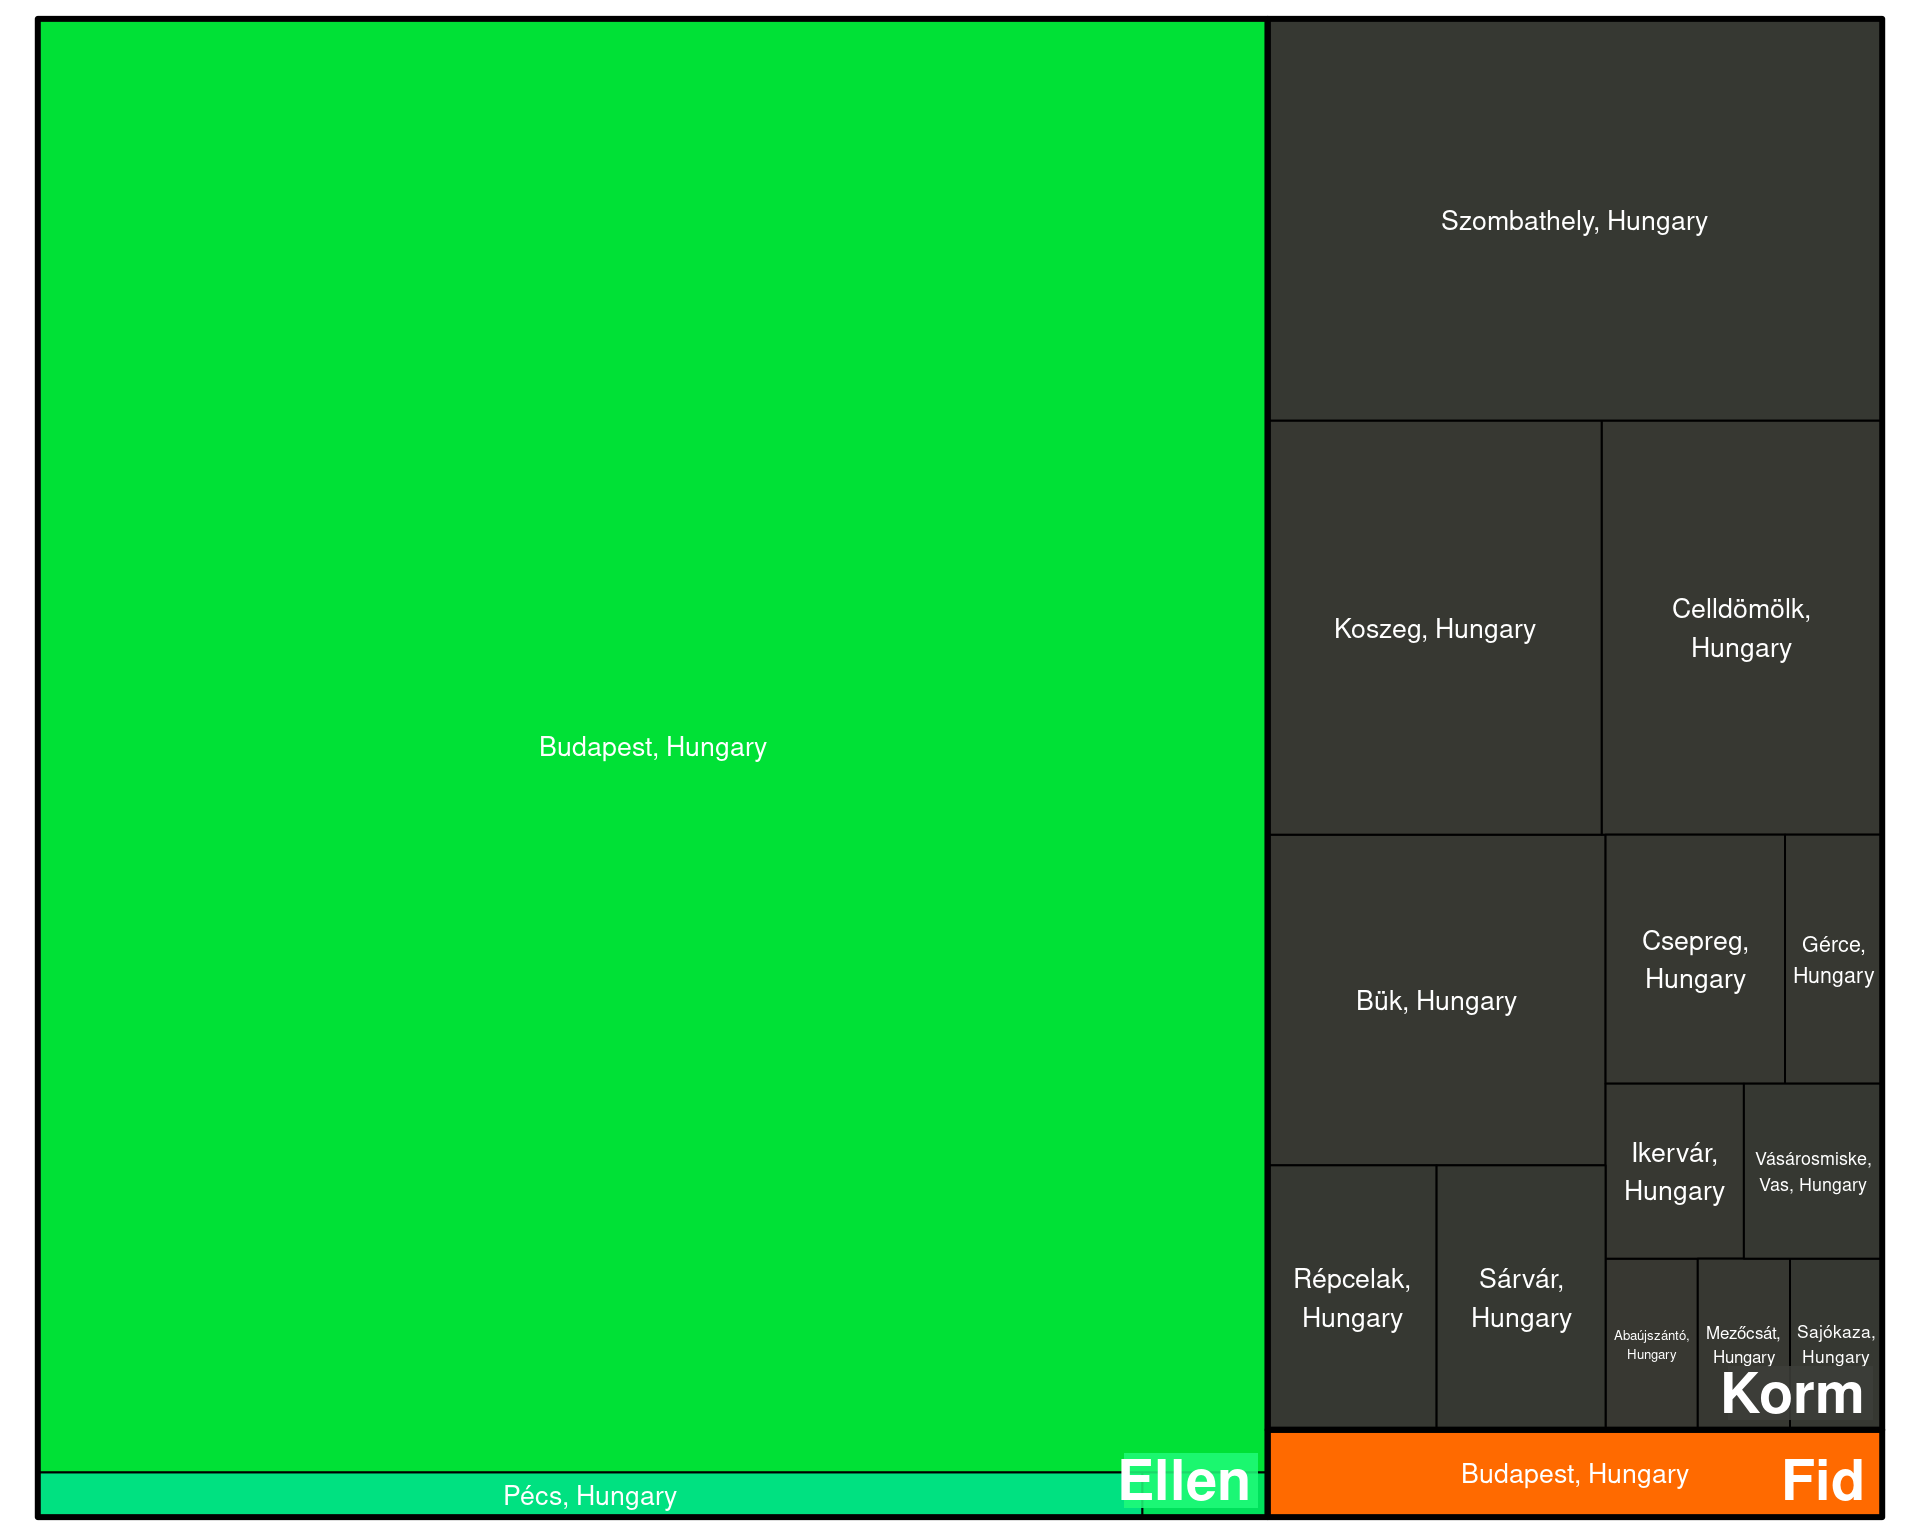 Budapest, Hungary
Pécs, Hungary
Ellen
Szombathely, Hungary
Koszeg, Hungary
Celldömölk,
Hungary
Bük, Hungary
Csepreg,
Hungary
Gérce,
Hungary
Ikervár,
Hungary
Vásárosmiske,
Vas, Hungary
Répcelak,
Hungary
Sárvár,
Hungary
Abaújszántó,
Hungary
Mezőcsát,
Hungary
Sajókaza,
Hungary
Korm
Budapest, Hungary
Fid